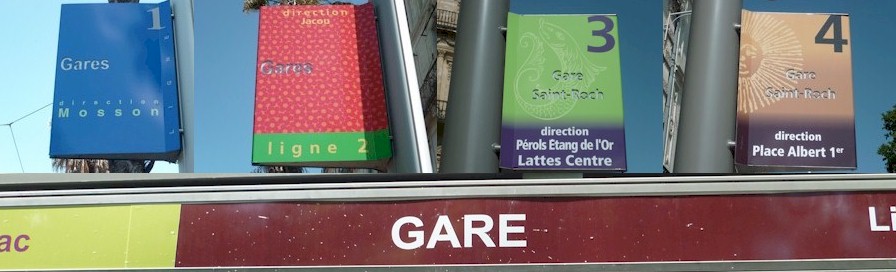 1
Gares
direction
Mosson
direction
Jacou
Gares
ligne 2
3
Gare
Saint-Roch
direction
Pérols Etang de l'Or
Lattes Centre
4
Gare
Saint-Roch
direction
Place Albert 1er
ac
GARE
Li